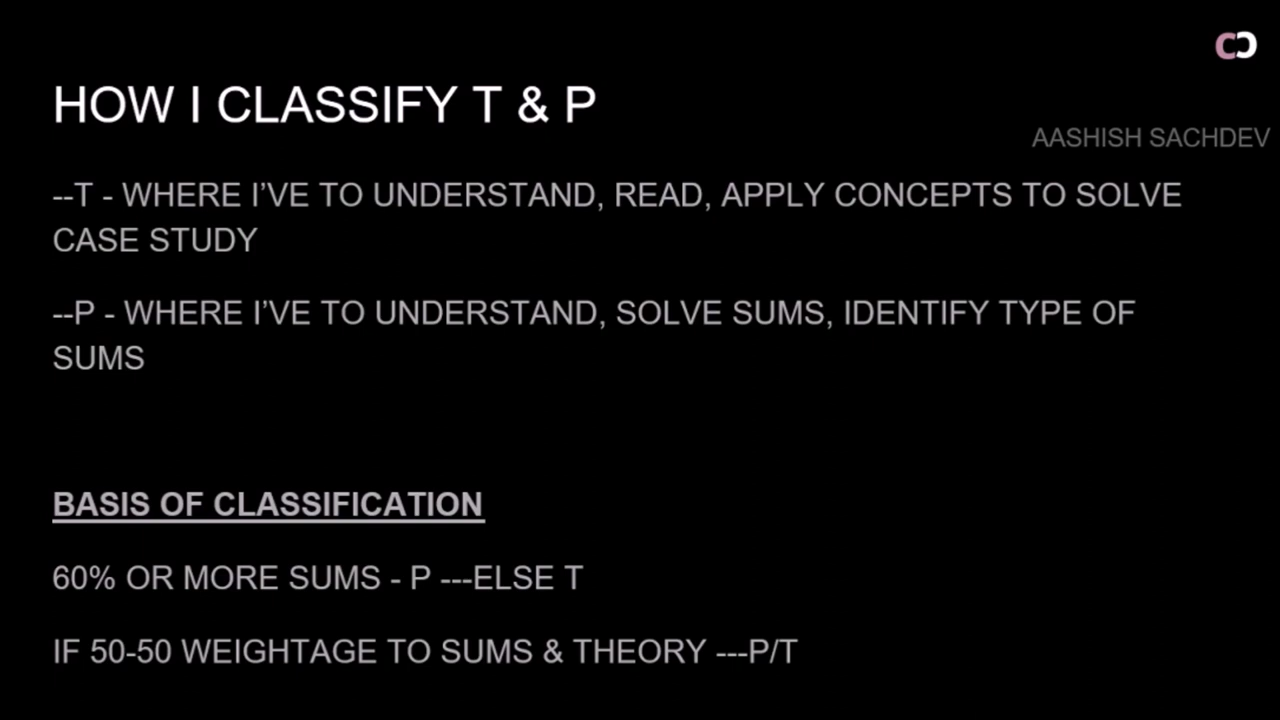 HOW I CLASSIFY T & P
AASHISH SACHDEV
--T - WHERE I’VE TO UNDERSTAND, READ, APPLY CONCEPTS TO SOLVE
CASE STUDY
--P - WHERE I’VE TO UNDERSTAND, SOLVE SUMS, IDENTIFY TYPE OF
SUMS
BASIS OF CLASSIFICATION
60% OR MORE SUMS - P ---ELSE T
IF 50-50 WEIGHTAGE TO SUMS & THEORY ---P/T